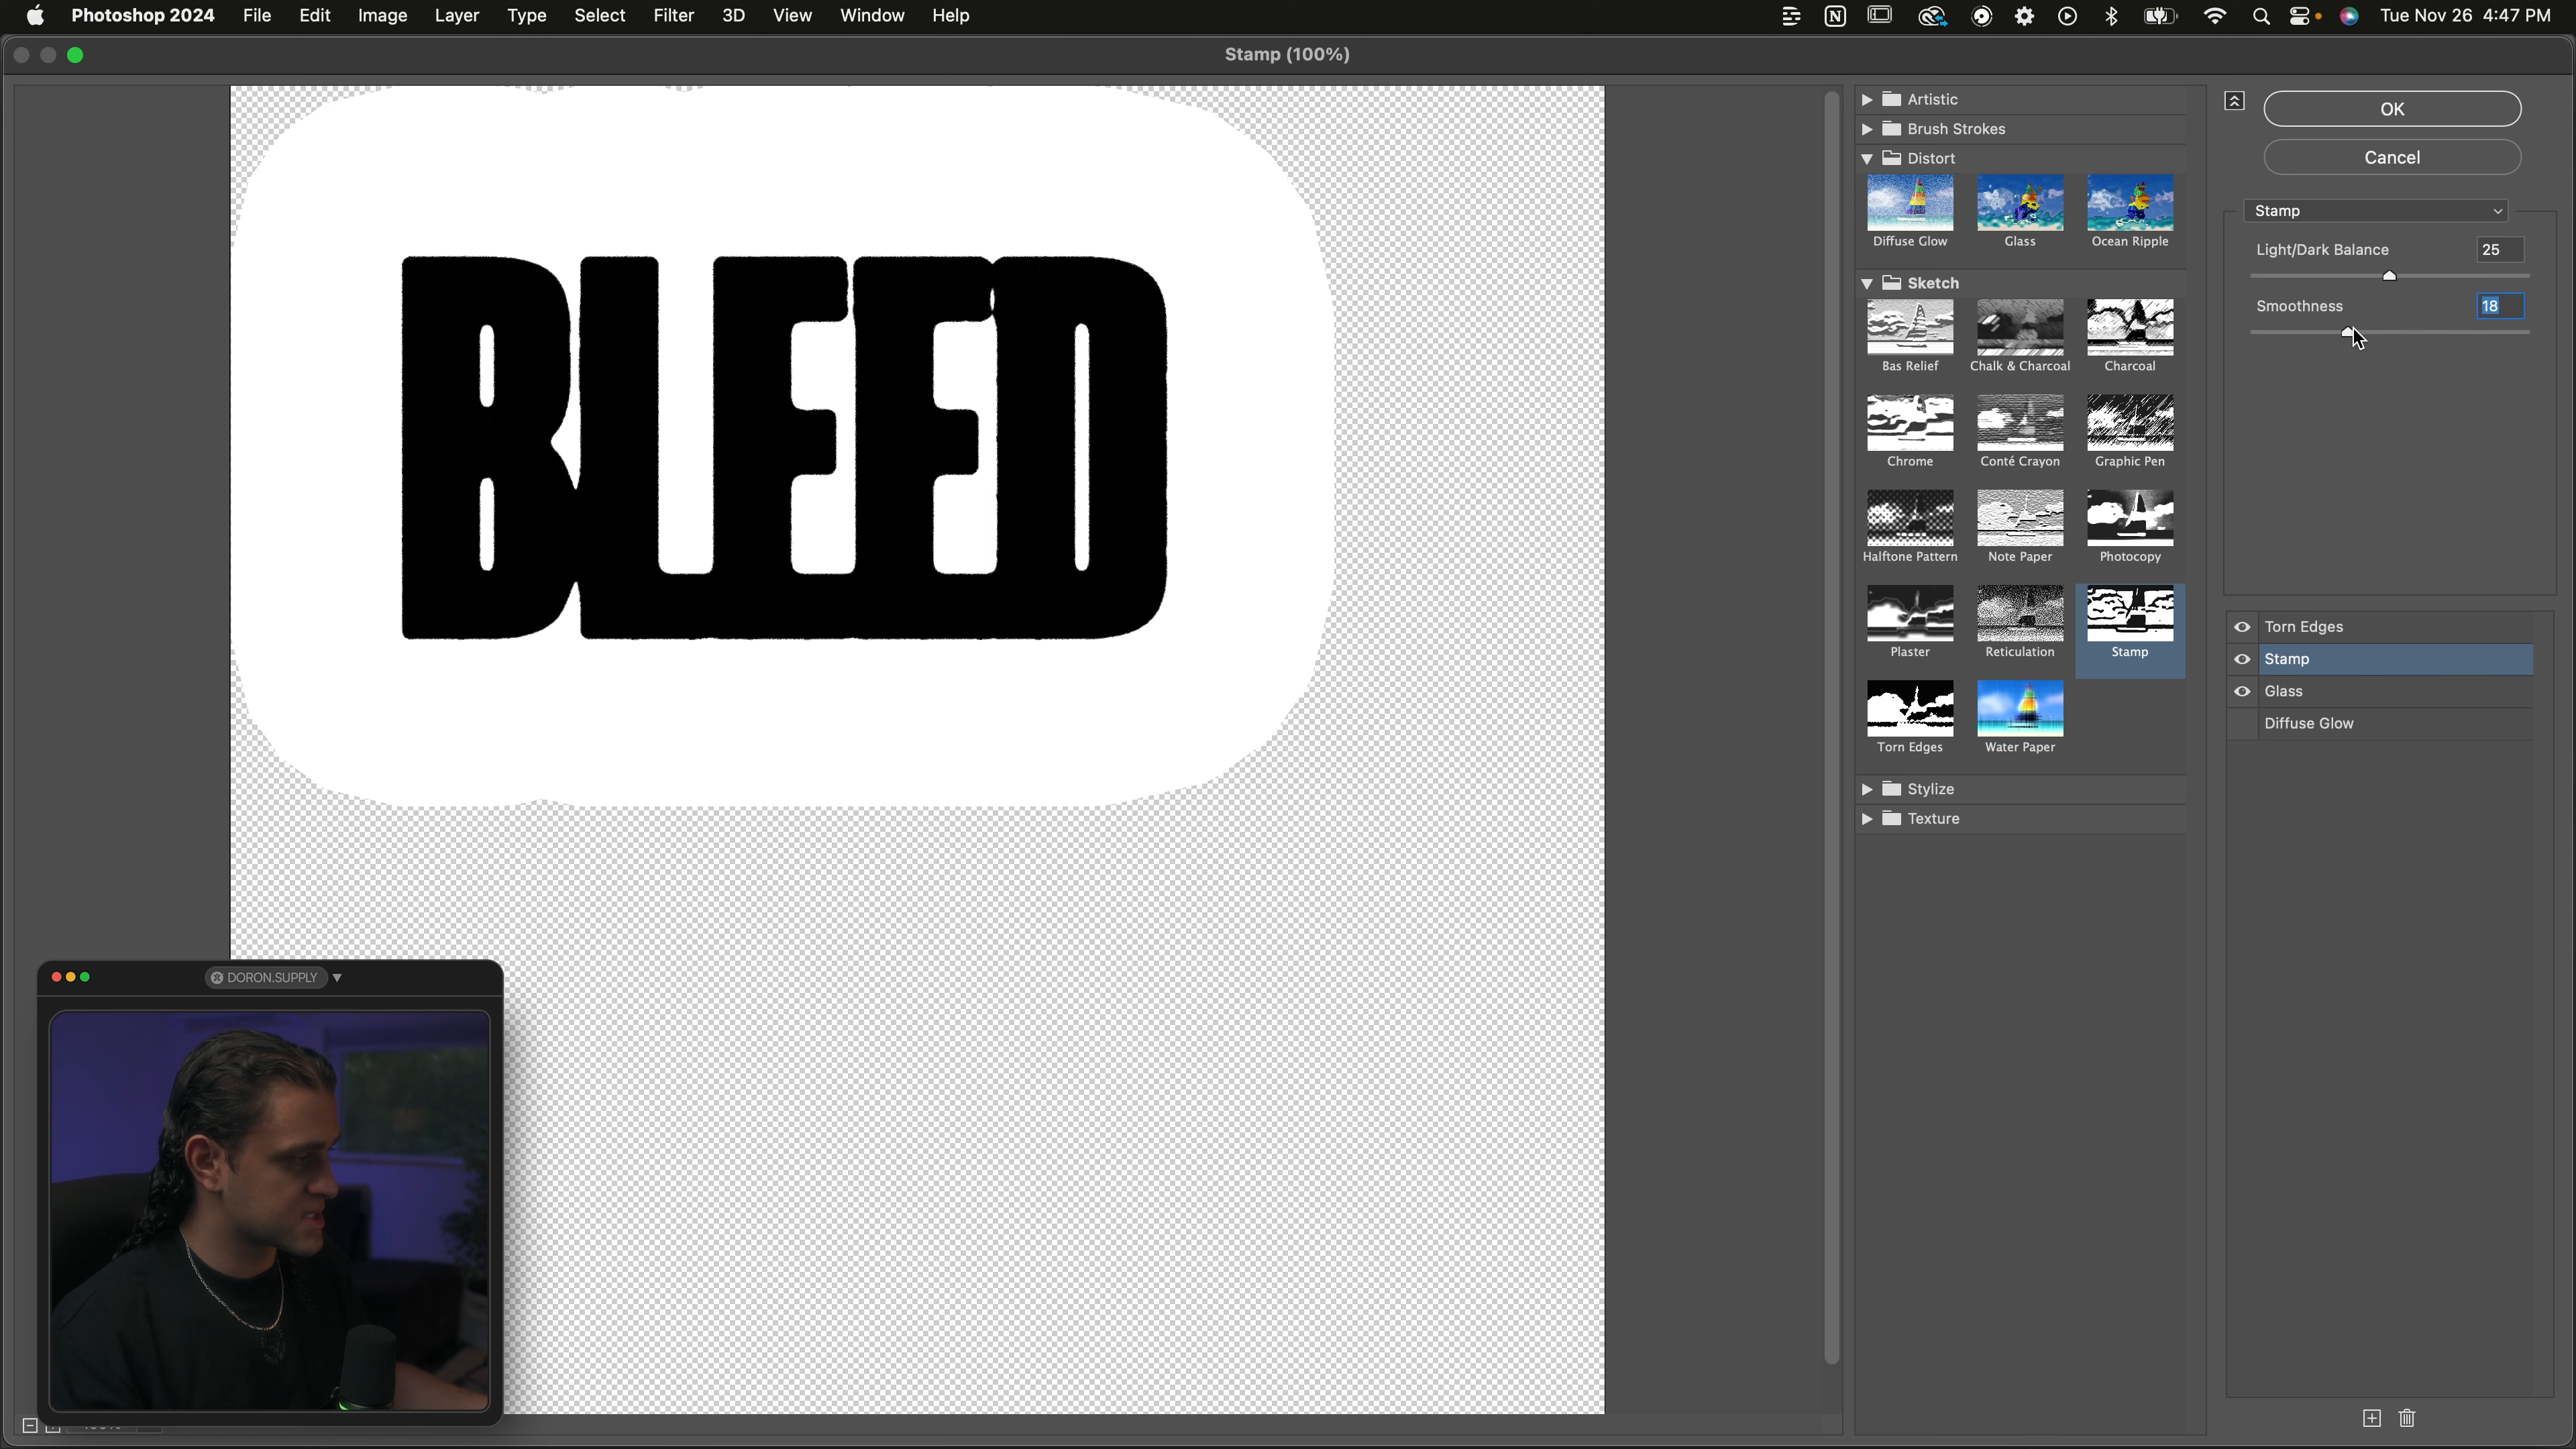 Photoshop 2024 File Edit Image Layer Type Select Filter 3D View Window Help Tue Nov 26 4:47 PM
Stamp (100%)
BLEED
Artistic
Brush Strokes
Distort
Diffuse Glow Glass Ocean Ripple
Sketch
Bas Relief Chalk & Charcoal Charcoal
Chrome Conté Crayon Graphic Pen
Halftone Pattern Note Paper Photocopy
Plaster Reticulation Stamp
Torn Edges Water Paper
Stylize
Texture
OK
Cancel
Stamp
Light/Dark Balance 25
Smoothness 18
Torn Edges
Stamp
Glass
Diffuse Glow
DORON.SUPPLY